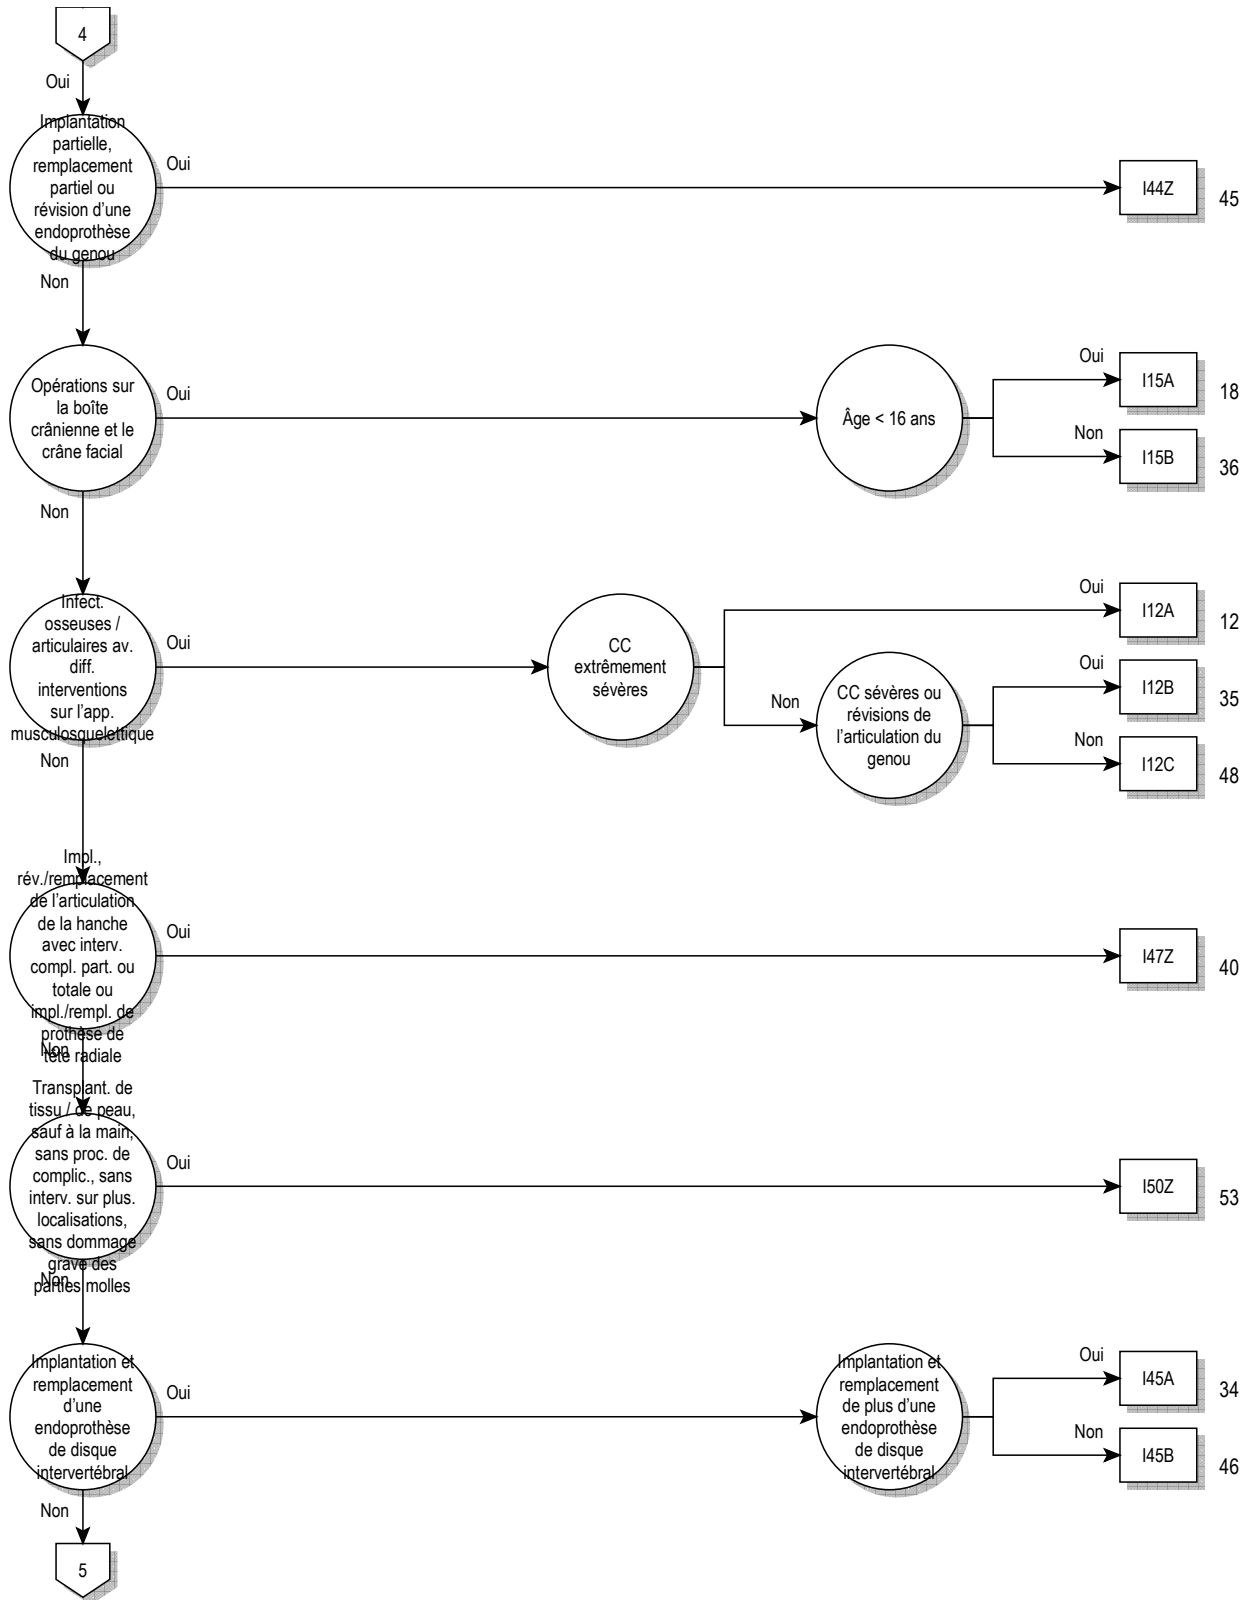 4
Oui
Implantation
partielle,
remplacement
partiel ou
révision d'une
endoprothèse
du genou
Oui
I44Z
45
Non
Opérations sur
la boîte
crânienne et le
crâne facial
Oui
Âge < 16 ans
Oui
I15A
18
Non
I15B
36
Non
Infect.
osseuses /
articulaires av.
diff.
interventions
sur l'app.
musculosquelettique
Oui
CC
extrêmement
sévères
Oui
I12A
12
Non
CC sévères ou
révisions de
l'articulation du
genou
Oui
I12B
35
Non
I12C
48
Non
Impl.,
rév./remplacement
de l'articulation
de la hanche
avec interv.
compl. part. ou
totale ou
impl./rempl. de
prothèse de
tête radiale
Oui
I47Z
40
Non
Transplant. de
tissu / de peau,
sauf à la main,
sans proc. de
complic., sans
interv. sur plus.
localisations,
sans dommage
grave des
parties molles
Oui
I50Z
53
Non
Implantation et
remplacement
d'une
endoprothèse
de disque
intervertébral
Oui
Implantation et
remplacement
de plus d'une
endoprothèse
de disque
intervertébral
Oui
I45A
34
Non
I45B
46
Non
5